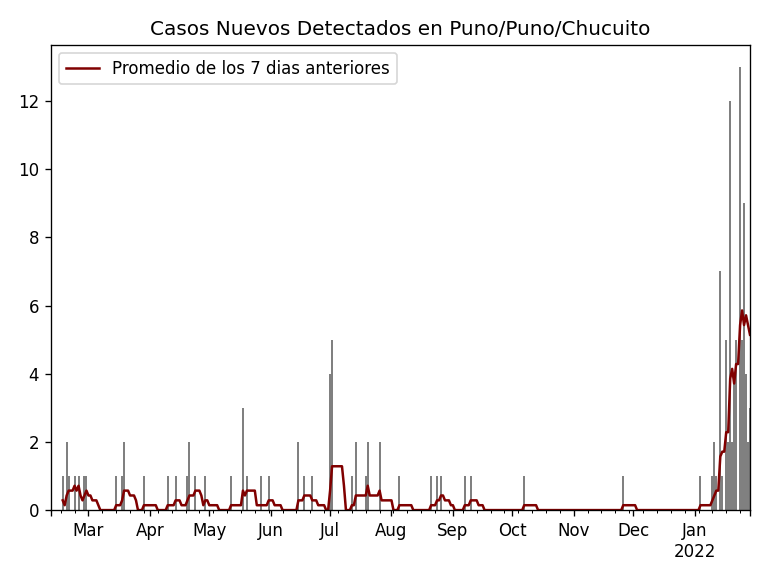 Casos Nuevos Detectados en Puno/Puno/Chucuito
Promedio de los 7 dias anteriores
12
10
8
6
4
2
0
Mar Apr May Jun Jul Aug Sep Oct Nov Dec Jan
2022